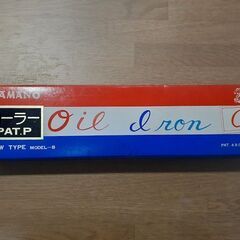 AMANO
ーラー
PAT.P
Oil Iron
W TYPE MODEL-B
PAT.